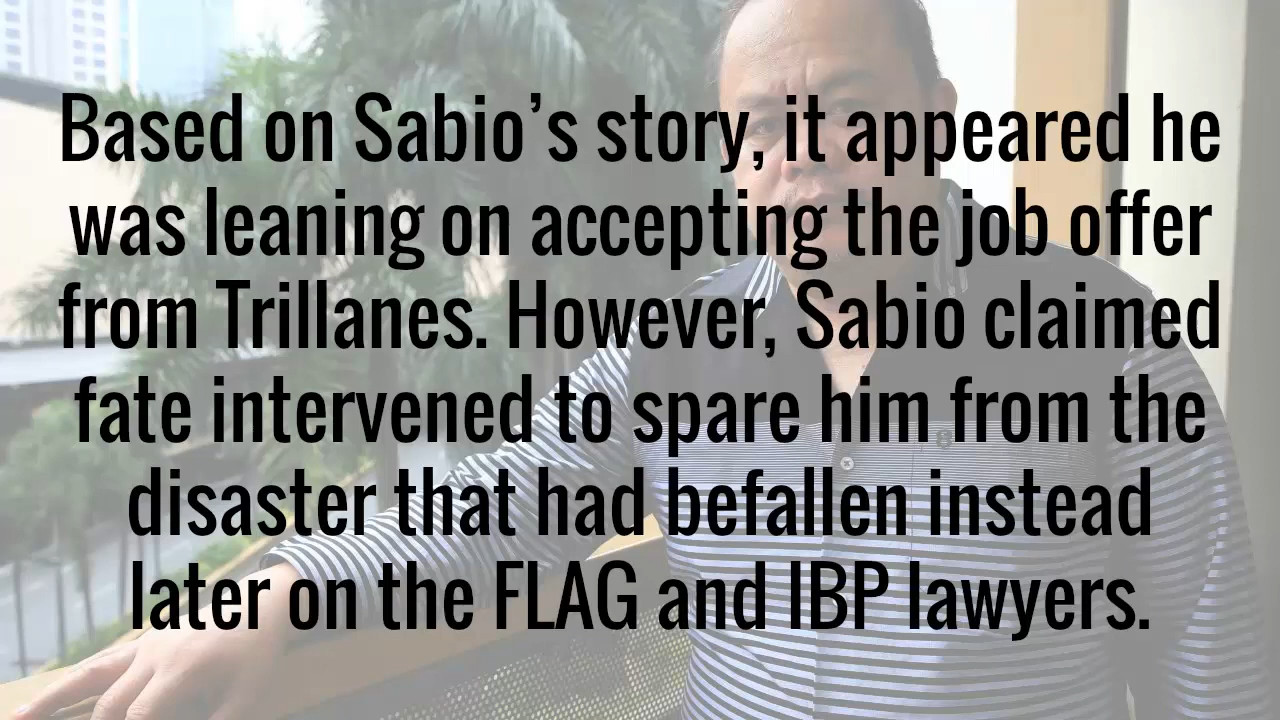 Based on Sabio’s story, it appeared he
was leaning on accepting the job offer
from Trillanes. However, Sabio claimed
fate intervened to spare him from the
disaster that had befallen instead
later on the FLAG and IBP lawyers.